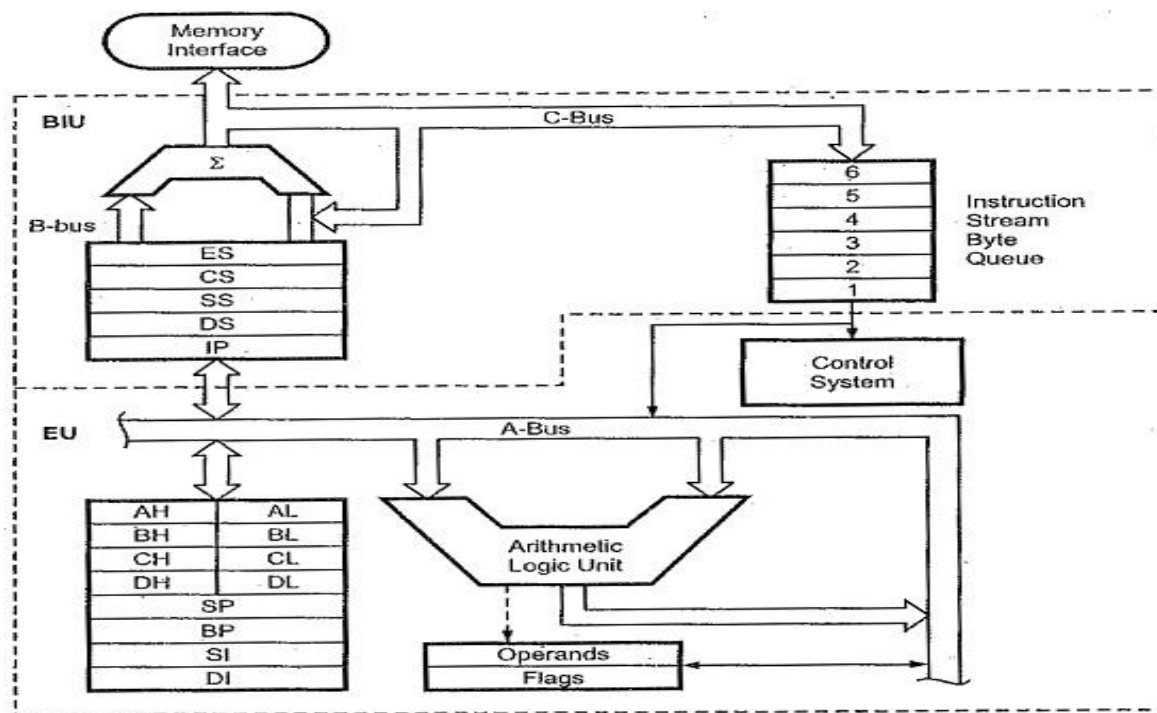 Memory
Interface
BIU
C-Bus
Σ
B-bus
ES
CS
SS
DS
IP
6
5
4
3
2
1
Instruction
Stream
Byte
Queue
Control
System
EU
A-Bus
AH AL
BH BL
CH CL
DH DL
SP
BP
SI
DI
Arithmetic
Logic Unit
Operands
Flags